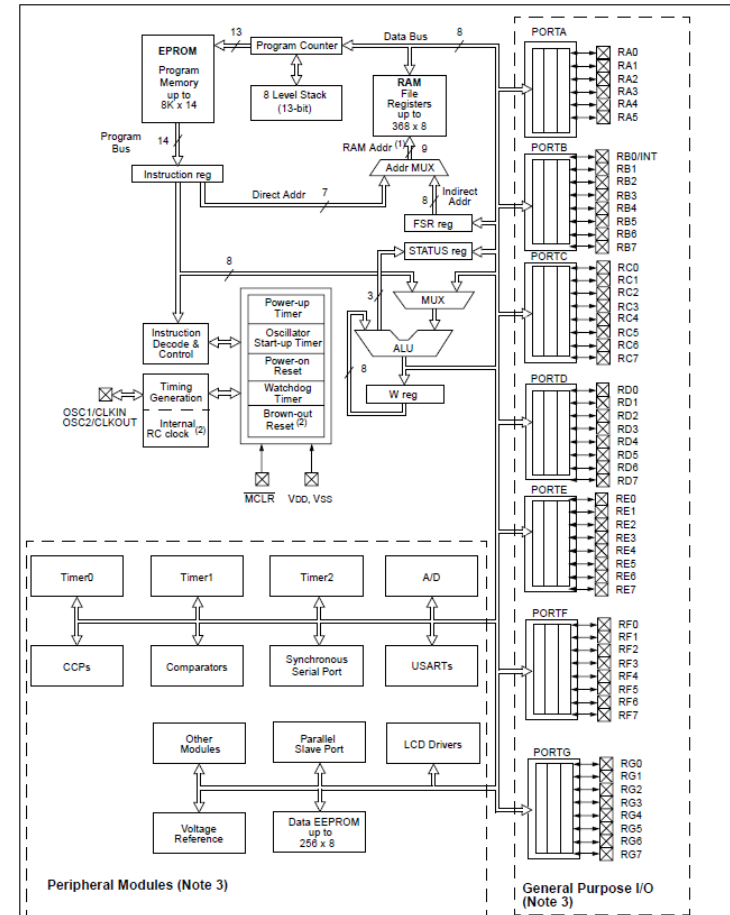 EPROM
Program
Memory
up to
8K x 14
13
Program Counter
8 Level Stack
(13-bit)
Data Bus
8
RAM
File
Registers
up to
368 x 8
Program
Bus
14
Instruction reg
RAM Addr (1)
9
Addr MUX
Direct Addr
7
8
Indirect
Addr
FSR reg
STATUS reg
8
3
MUX
ALU
8
W reg
Instruction
Decode &
Control
Timing
Generation
Internal
RC clock (2)
OSC1/CLKIN
OSC2/CLKOUT
Power-up
Timer
Oscillator
Start-up Timer
Power-on
Reset
Watchdog
Timer
Brown-out
Reset (2)
MCLR
VDD, VSS
PORTA
RA0
RA1
RA2
RA3
RA4
RA5
PORTB
RB0/INT
RB1
RB2
RB3
RB4
RB5
RB6
RB7
PORTC
RC0
RC1
RC2
RC3
RC4
RC5
RC6
RC7
PORTD
RD0
RD1
RD2
RD3
RD4
RD5
RD6
RD7
PORTE
RE0
RE1
RE2
RE3
RE4
RE5
RE6
RE7
PORTF
RF0
RF1
RF2
RF3
RF4
RF5
RF6
RF7
PORTG
RG0
RG1
RG2
RG3
RG4
RG5
RG6
RG7
Timer0
Timer1
Timer2
A/D
CCPs
Comparators
Synchronous
Serial Port
USARTs
Other
Modules
Parallel
Slave Port
LCD Drivers
Voltage
Reference
Data EEPROM
up to
256 x 8
Peripheral Modules (Note 3)
General Purpose I/O
(Note 3)